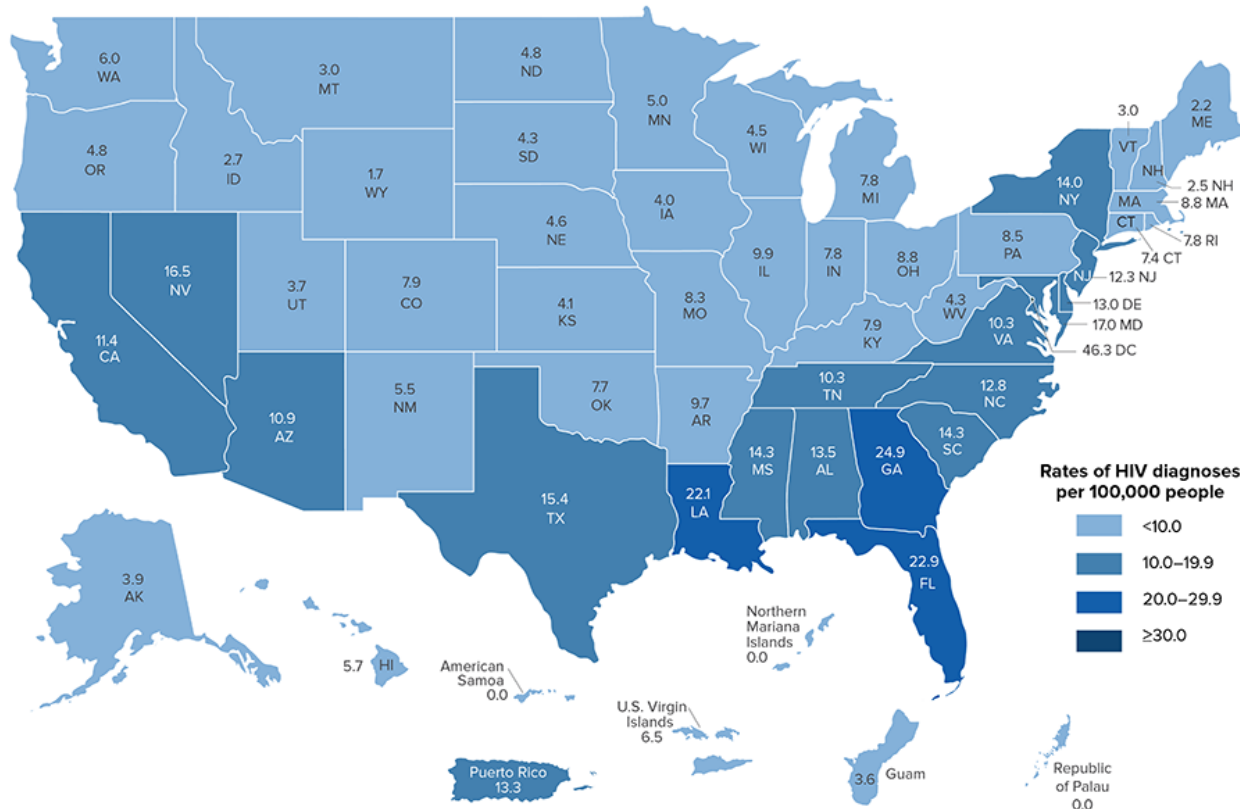 6.0
WA
3.0
MT
4.8
ND
5.0
MN
4.5
WI
7.8
MI
3.0
VT
2.2
ME
NH
2.5 NH
MA
8.8 MA
CT
7.8 RI
7.4 CT
14.0
NY
4.8
OR
2.7
ID
1.7
WY
4.3
SD
4.0
IA
4.6
NE
9.9
IL
7.8
IN
8.8
OH
8.5
PA
NJ
12.3 NJ
13.0 DE
17.0 MD
46.3 DC
16.5
NV
3.7
UT
7.9
CO
4.1
KS
8.3
MO
7.9
KY
4.3
WV
10.3
VA
11.4
CA
10.9
AZ
5.5
NM
7.7
OK
9.7
AR
10.3
TN
12.8
NC
14.3
SC
15.4
TX
22.1
LA
14.3
MS
13.5
AL
24.9
GA
22.9
FL
Rates of HIV diagnoses
per 100,000 people
<10.0
10.0–19.9
20.0–29.9
≥30.0
3.9
AK
5.7
HI
American
Samoa
0.0
Northern
Mariana
Islands
0.0
U.S. Virgin
Islands
6.5
Puerto Rico
13.3
3.6
Guam
Republic
of Palau
0.0